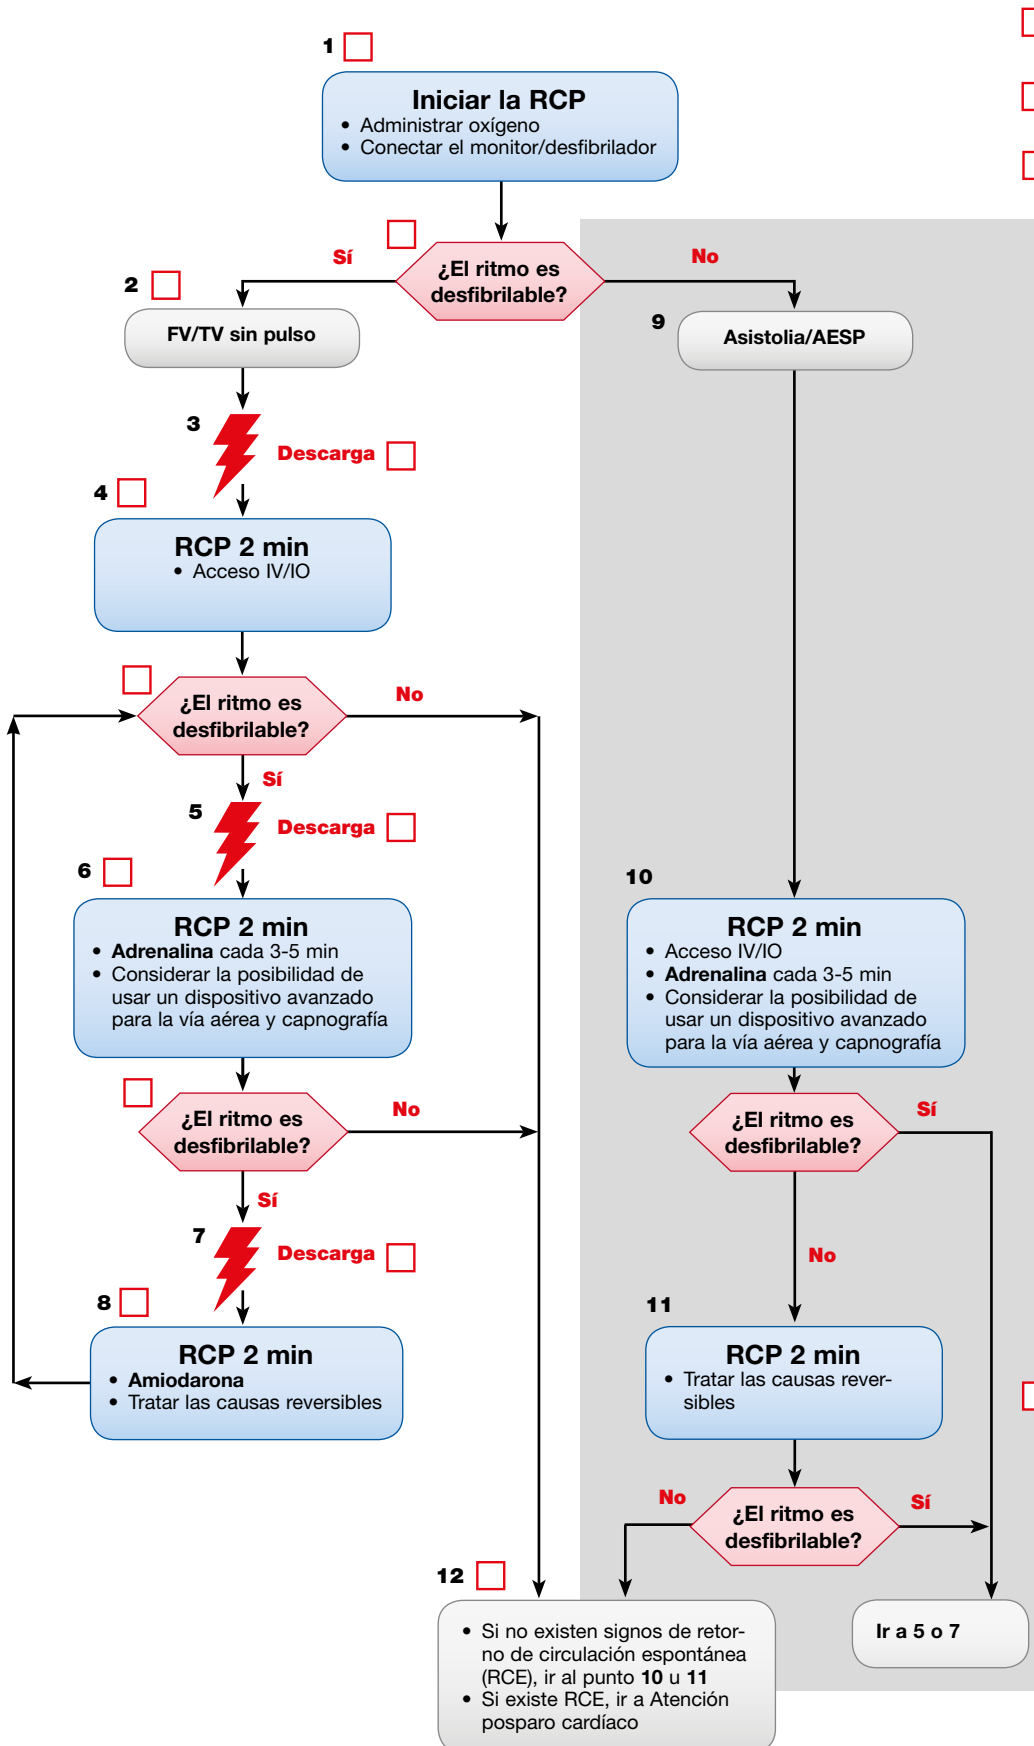 1
Iniciar la RCP
• Administrar oxígeno
• Conectar el monitor/desfibrilador
¿El ritmo es
desfibrilable?
Sí
No
2
FV/TV sin pulso
9
Asistolia/AESP
3
Descarga
4
RCP 2 min
• Acceso IV/IO
¿El ritmo es
desfibrilable?
No
Sí
5
Descarga
6
RCP 2 min
• Adrenalina cada 3-5 min
• Considerar la posibilidad de
usar un dispositivo avanzado
para la vía aérea y capnografía
10
RCP 2 min
• Acceso IV/IO
• Adrenalina cada 3-5 min
• Considerar la posibilidad de
usar un dispositivo avanzado
para la vía aérea y capnografía
¿El ritmo es
desfibrilable?
No
Sí
¿El ritmo es
desfibrilable?
Sí
No
7
Descarga
8
RCP 2 min
• Amiodarona
• Tratar las causas reversibles
11
RCP 2 min
• Tratar las causas rever-
sibles
¿El ritmo es
desfibrilable?
No
Sí
12
• Si no existen signos de retor-
no de circulación espontánea
(RCE), ir al punto 10 u 11
• Si existe RCE, ir a Atención
posparo cardíaco
Ir a 5 o 7